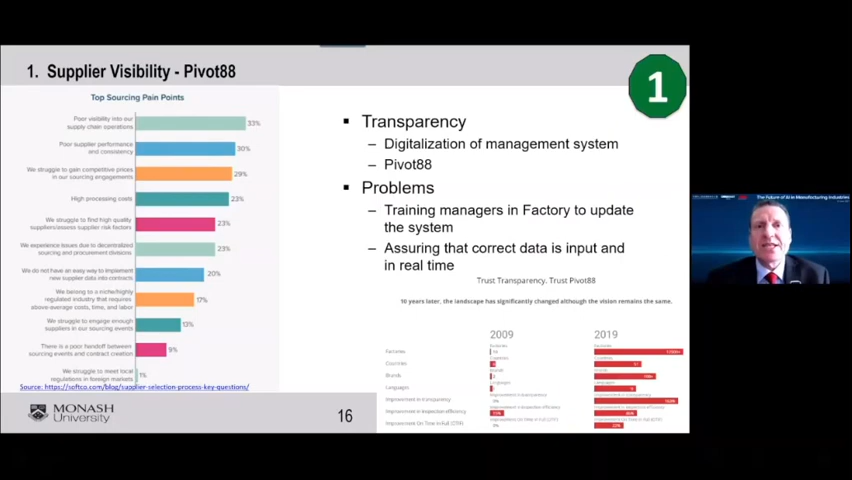 1. Supplier Visibility - Pivot88
1
Top Sourcing Pain Points
Poor visibility into our
supply chain operations
33%
Poor supplier performance
and consistency
30%
We struggle to gain competitive prices
in our sourcing engagements
29%
High processing costs
23%
We struggle to find high quality
suppliers/assess supplier risk factors
23%
We experience issues due to decentralized
sourcing and procurement divisions
23%
We do not have an easy way to implement
new supplier data into contracts
20%
We belong to a niche/highly
regulated industry that requires
above-average costs, time, and labor
17%
We struggle to engage enough
suppliers in our sourcing events
13%
There is a poor handoff between
sourcing events and contract creation
9%
We struggle to meet local
regulations in foreign markets
1%
Source: https://softco.com/blog/supplier-selection-process-key-questions/
▪ Transparency
– Digitalization of management system
– Pivot88
▪ Problems
– Training managers in Factory to update
the system
– Assuring that correct data is input and
in real time
Trust Transparency. Trust Pivot88
10 years later, the landscape has significantly changed although the vision remains the same.
2009 2019
Factories
Countries
Brands
Languages
Improvement in transparency
Improvement in inspection efficiency
Improvement On Time in Full (OTIF)
MONASH
University
16
The Future of AI in Manufacturing Industries